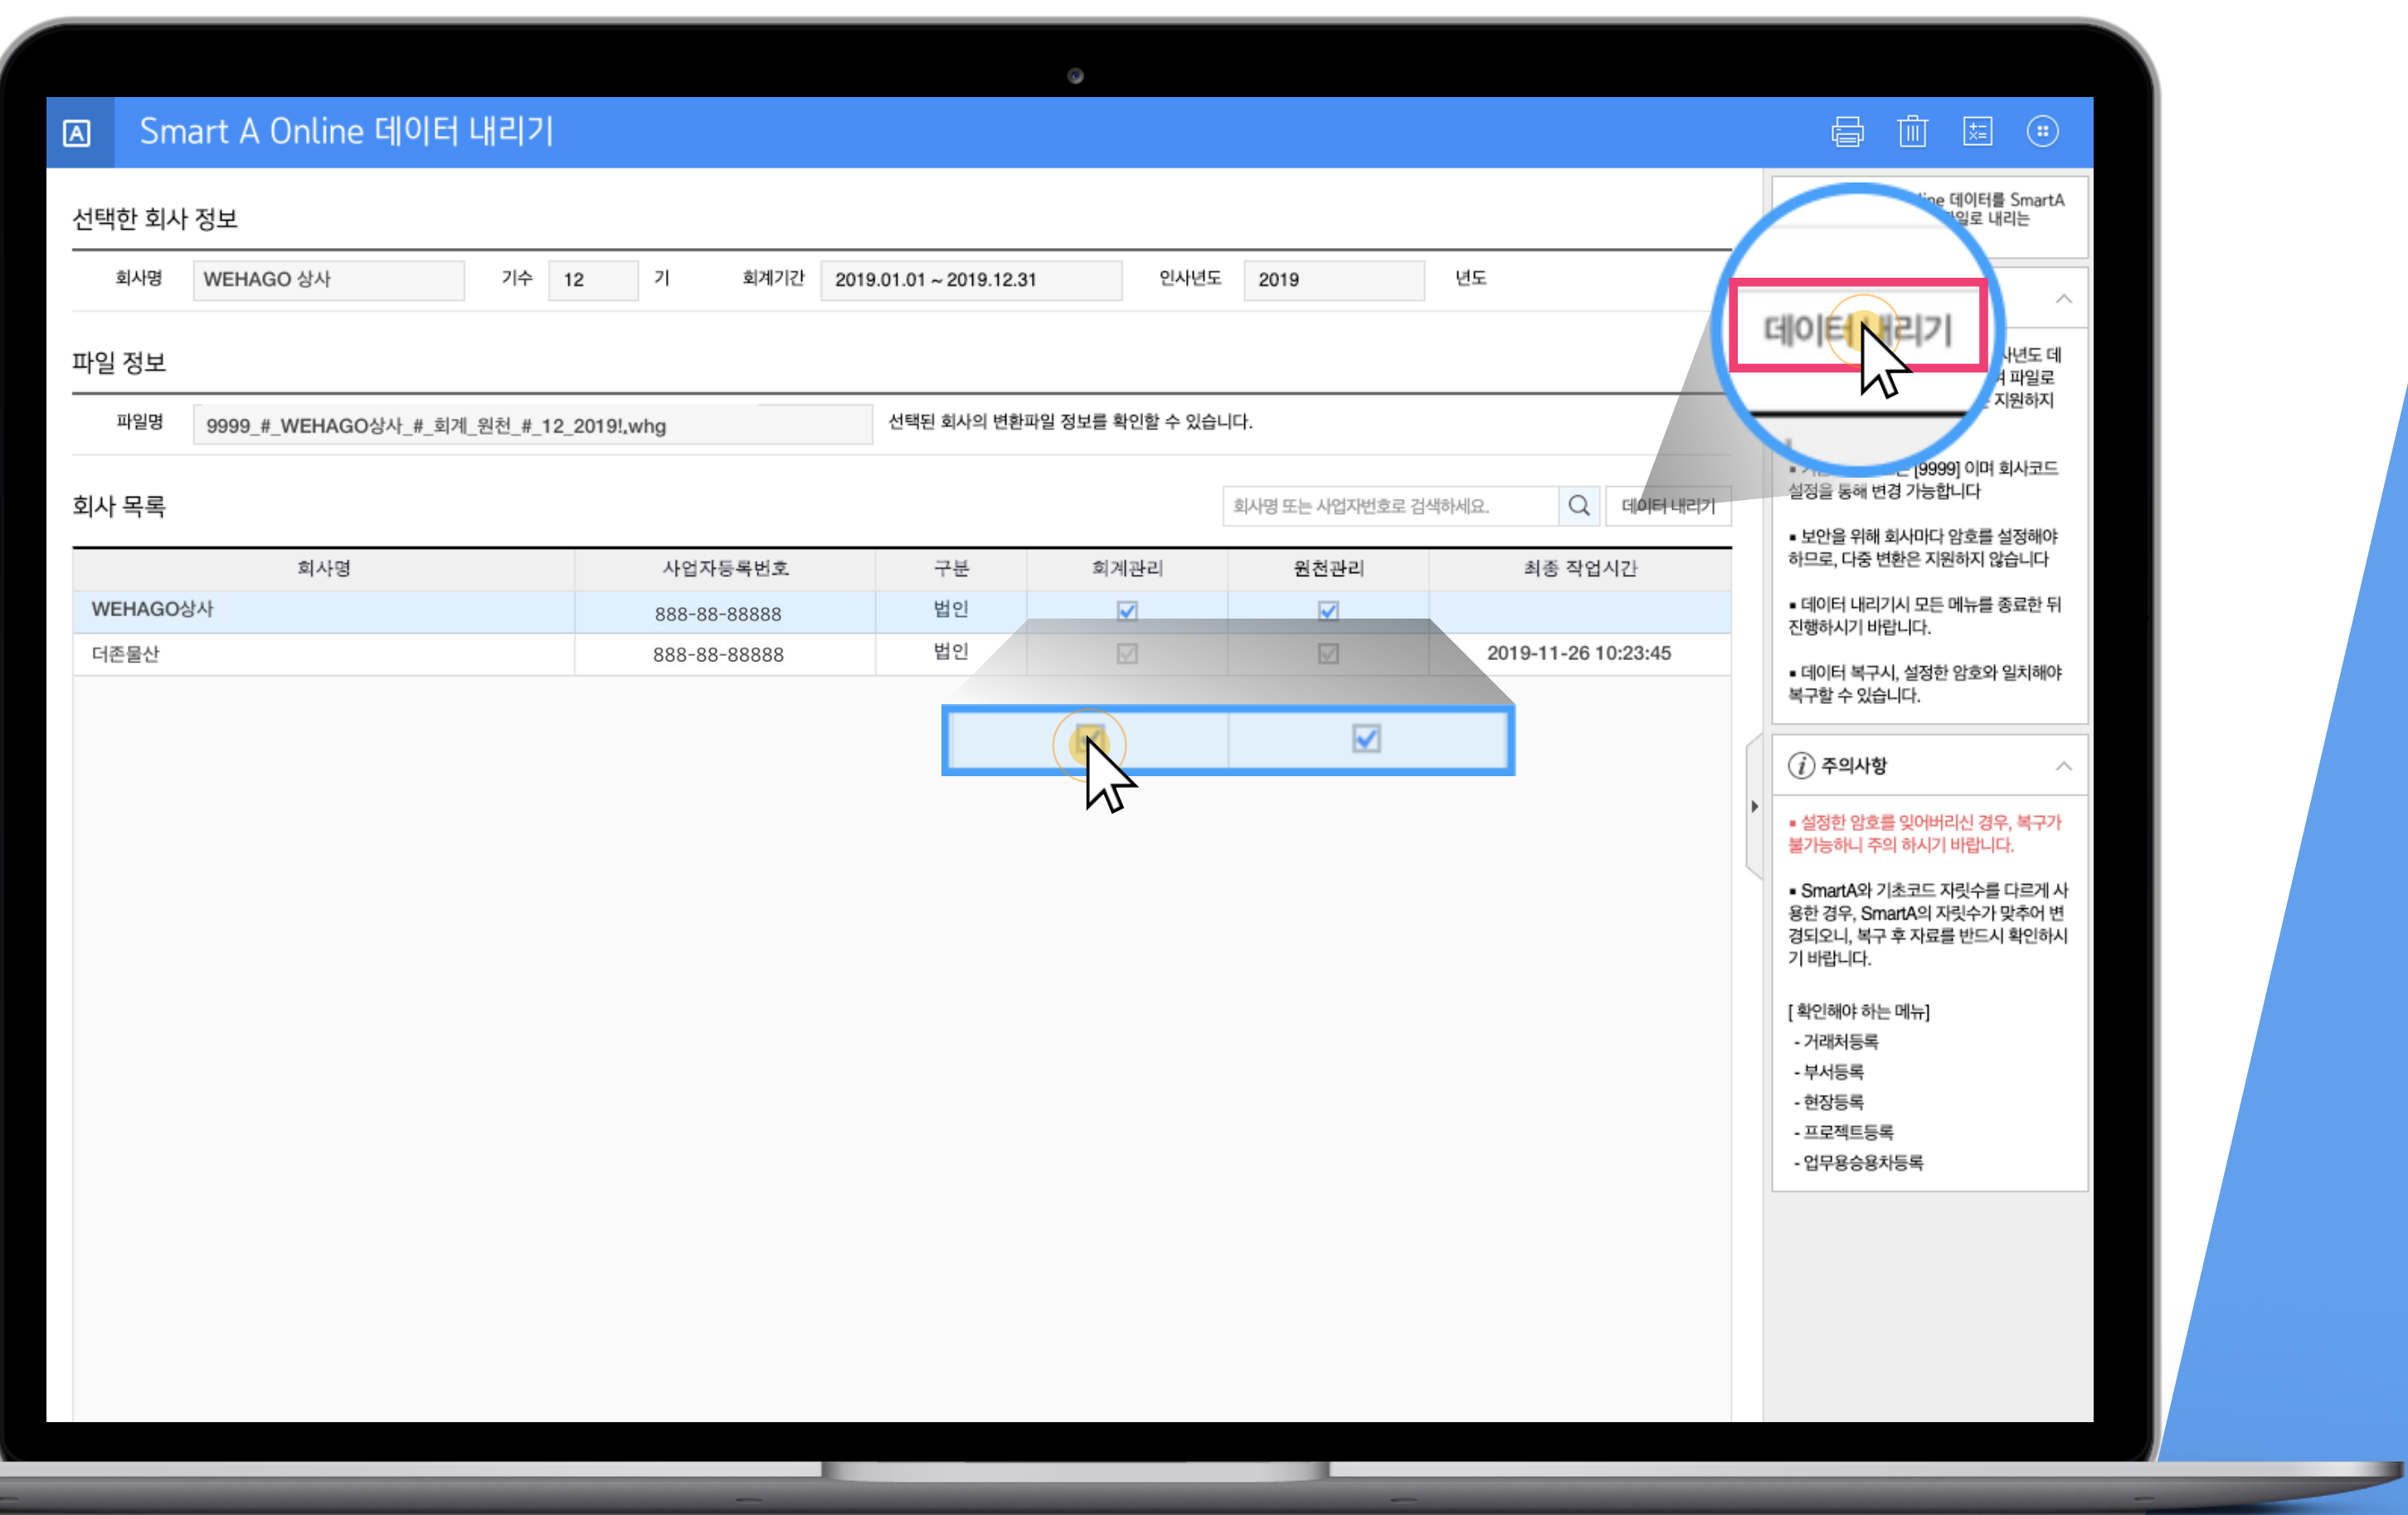 Smart A Online 데이터 내리기
선택한 회사 정보
회사명 WEHAGO 상사 기수 12 기 회계기간 2019.01.01 ~ 2019.12.31 인사년도 2019 년도
파일 정보
파일명 9999_#_WEHAGO상사_#_회계_원천_#_12_2019!.whg 선택된 회사의 변환파일 정보를 확인할 수 있습니다.
회사 목록
회사명 또는 사업자번호로 검색하세요. 데이터 내리기
회사명 사업자등록번호 구분 회계관리 원천관리 최종 작업시간
WEHAGO상사 888-88-88888 법인
더존물산 888-88-88888 법인 2019-11-26 10:23:45
데이터 내리기
데이터를 SmartA
내리는
데
파일로
지원하지
[9999] 이며 회사코드
설정을 통해 변경 가능합니다
▪ 보안을 위해 회사마다 암호를 설정해야
하므로, 다중 변환은 지원하지 않습니다
▪ 데이터 내리기시 모든 메뉴를 종료한 뒤
진행하시기 바랍니다.
▪ 데이터 복구시, 설정한 암호와 일치해야
복구할 수 있습니다.
주의사항
▪ 설정한 암호를 잊어버리신 경우, 복구가
불가능하니 주의 하시기 바랍니다.
▪ SmartA와 기초코드 자릿수를 다르게 사
용한 경우, SmartA의 자릿수가 맞추어 변
경되오니, 복구 후 자료를 반드시 확인하시
기 바랍니다.
[ 확인해야 하는 메뉴]
- 거래처등록
- 부서등록
- 현장등록
- 프로젝트등록
- 업무용승용차등록